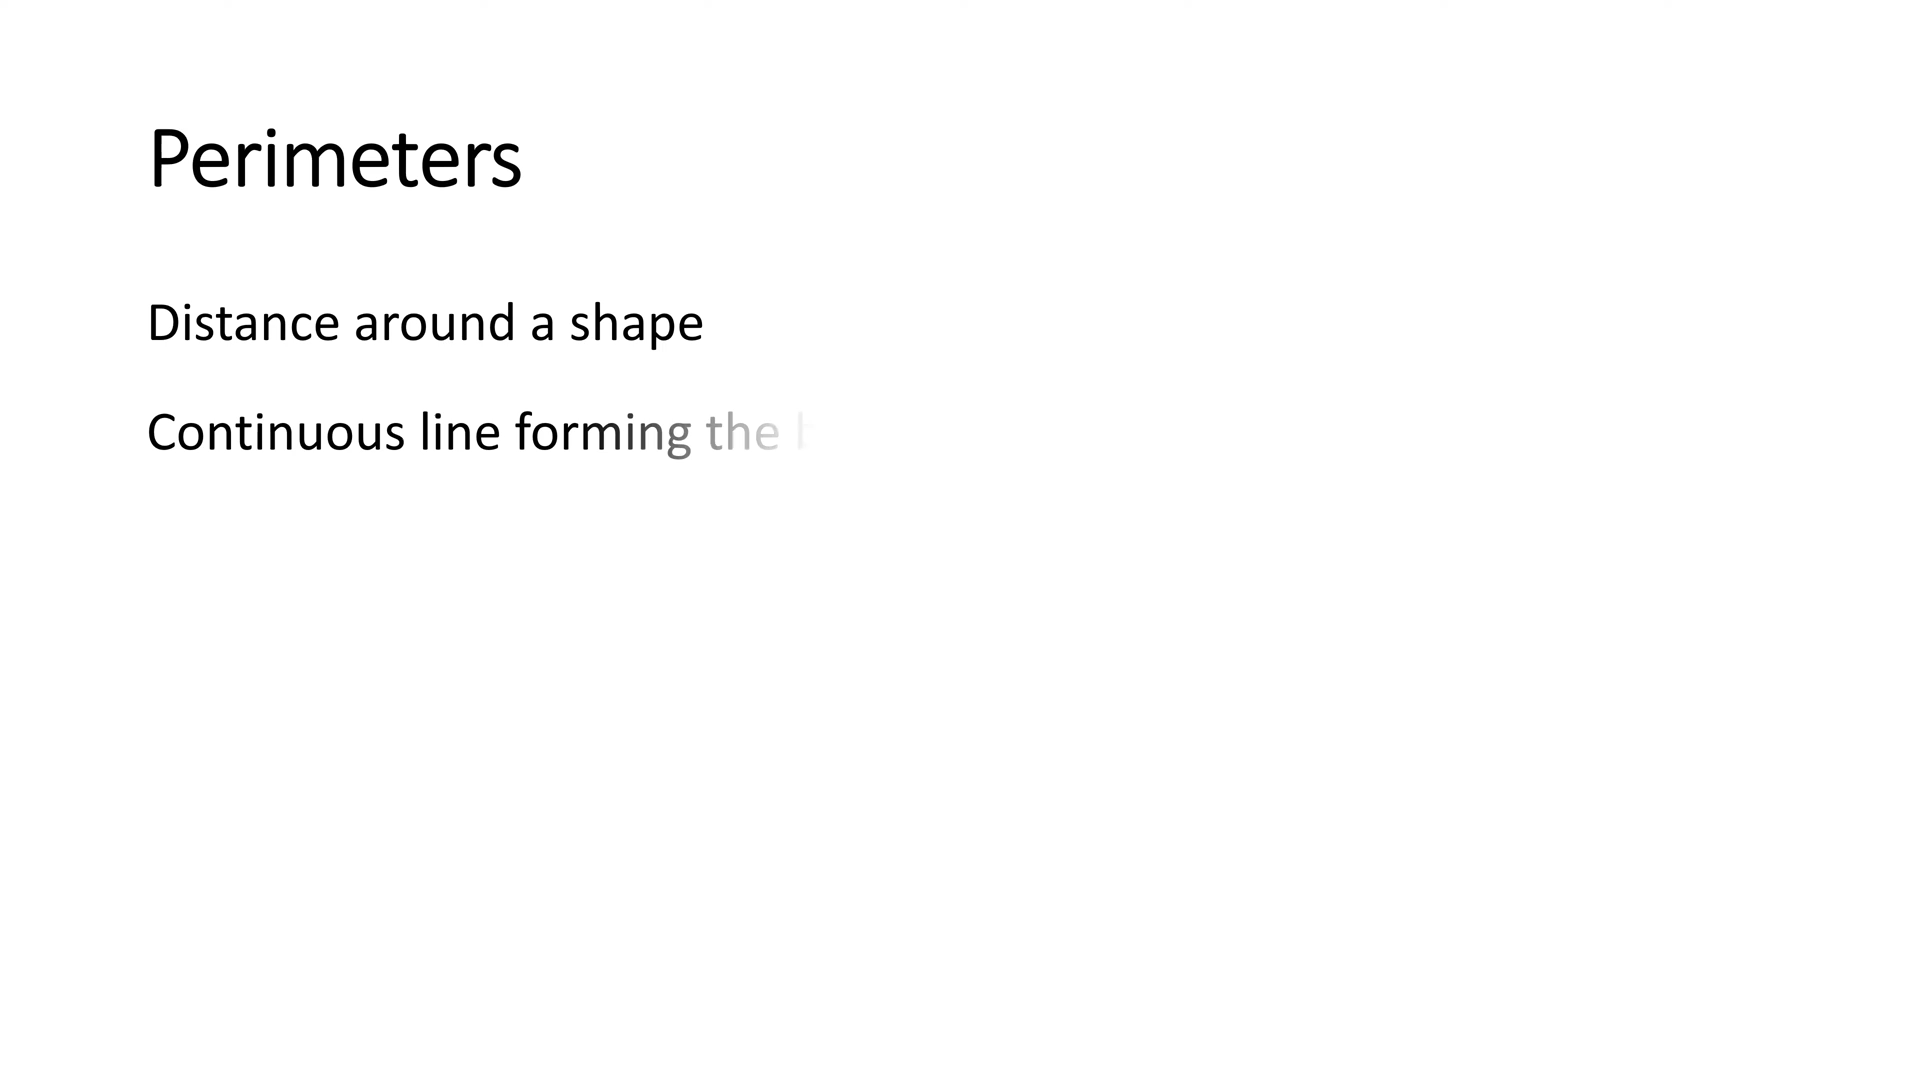 Perimeters
Distance around a shape
Continuous line forming the